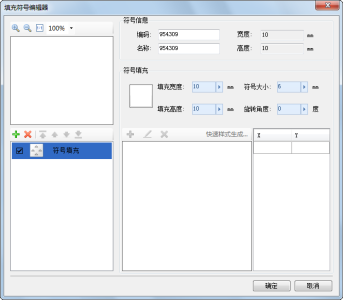 填充符号编辑器
100%
符号信息
编码: 954309 宽度: 10 mm
名称: 954309 高度: 10 mm
符号填充
填充宽度: 10 mm 符号大小: 6 mm
填充高度: 10 mm 旋转角度: 0 度
符号填充
快速样式生成...
X Y
确定 取消